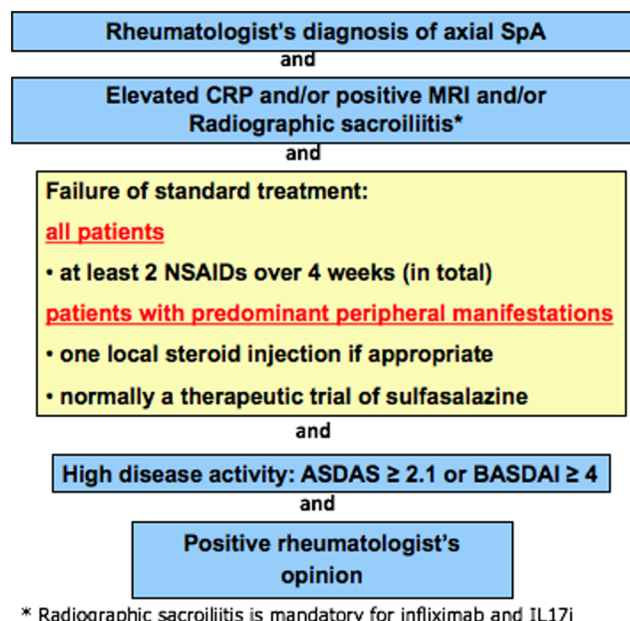 Rheumatologist's diagnosis of axial SpA
and
Elevated CRP and/or positive MRI and/or
Radiographic sacroiliitis*
and
Failure of standard treatment:
all patients
• at least 2 NSAIDs over 4 weeks (in total)
patients with predominant peripheral manifestations
• one local steroid injection if appropriate
• normally a therapeutic trial of sulfasalazine
and
High disease activity: ASDAS ≥ 2.1 or BASDAI ≥ 4
and
Positive rheumatologist's
opinion
* Radiographic sacroiliitis is mandatory for infliximab and IL17i